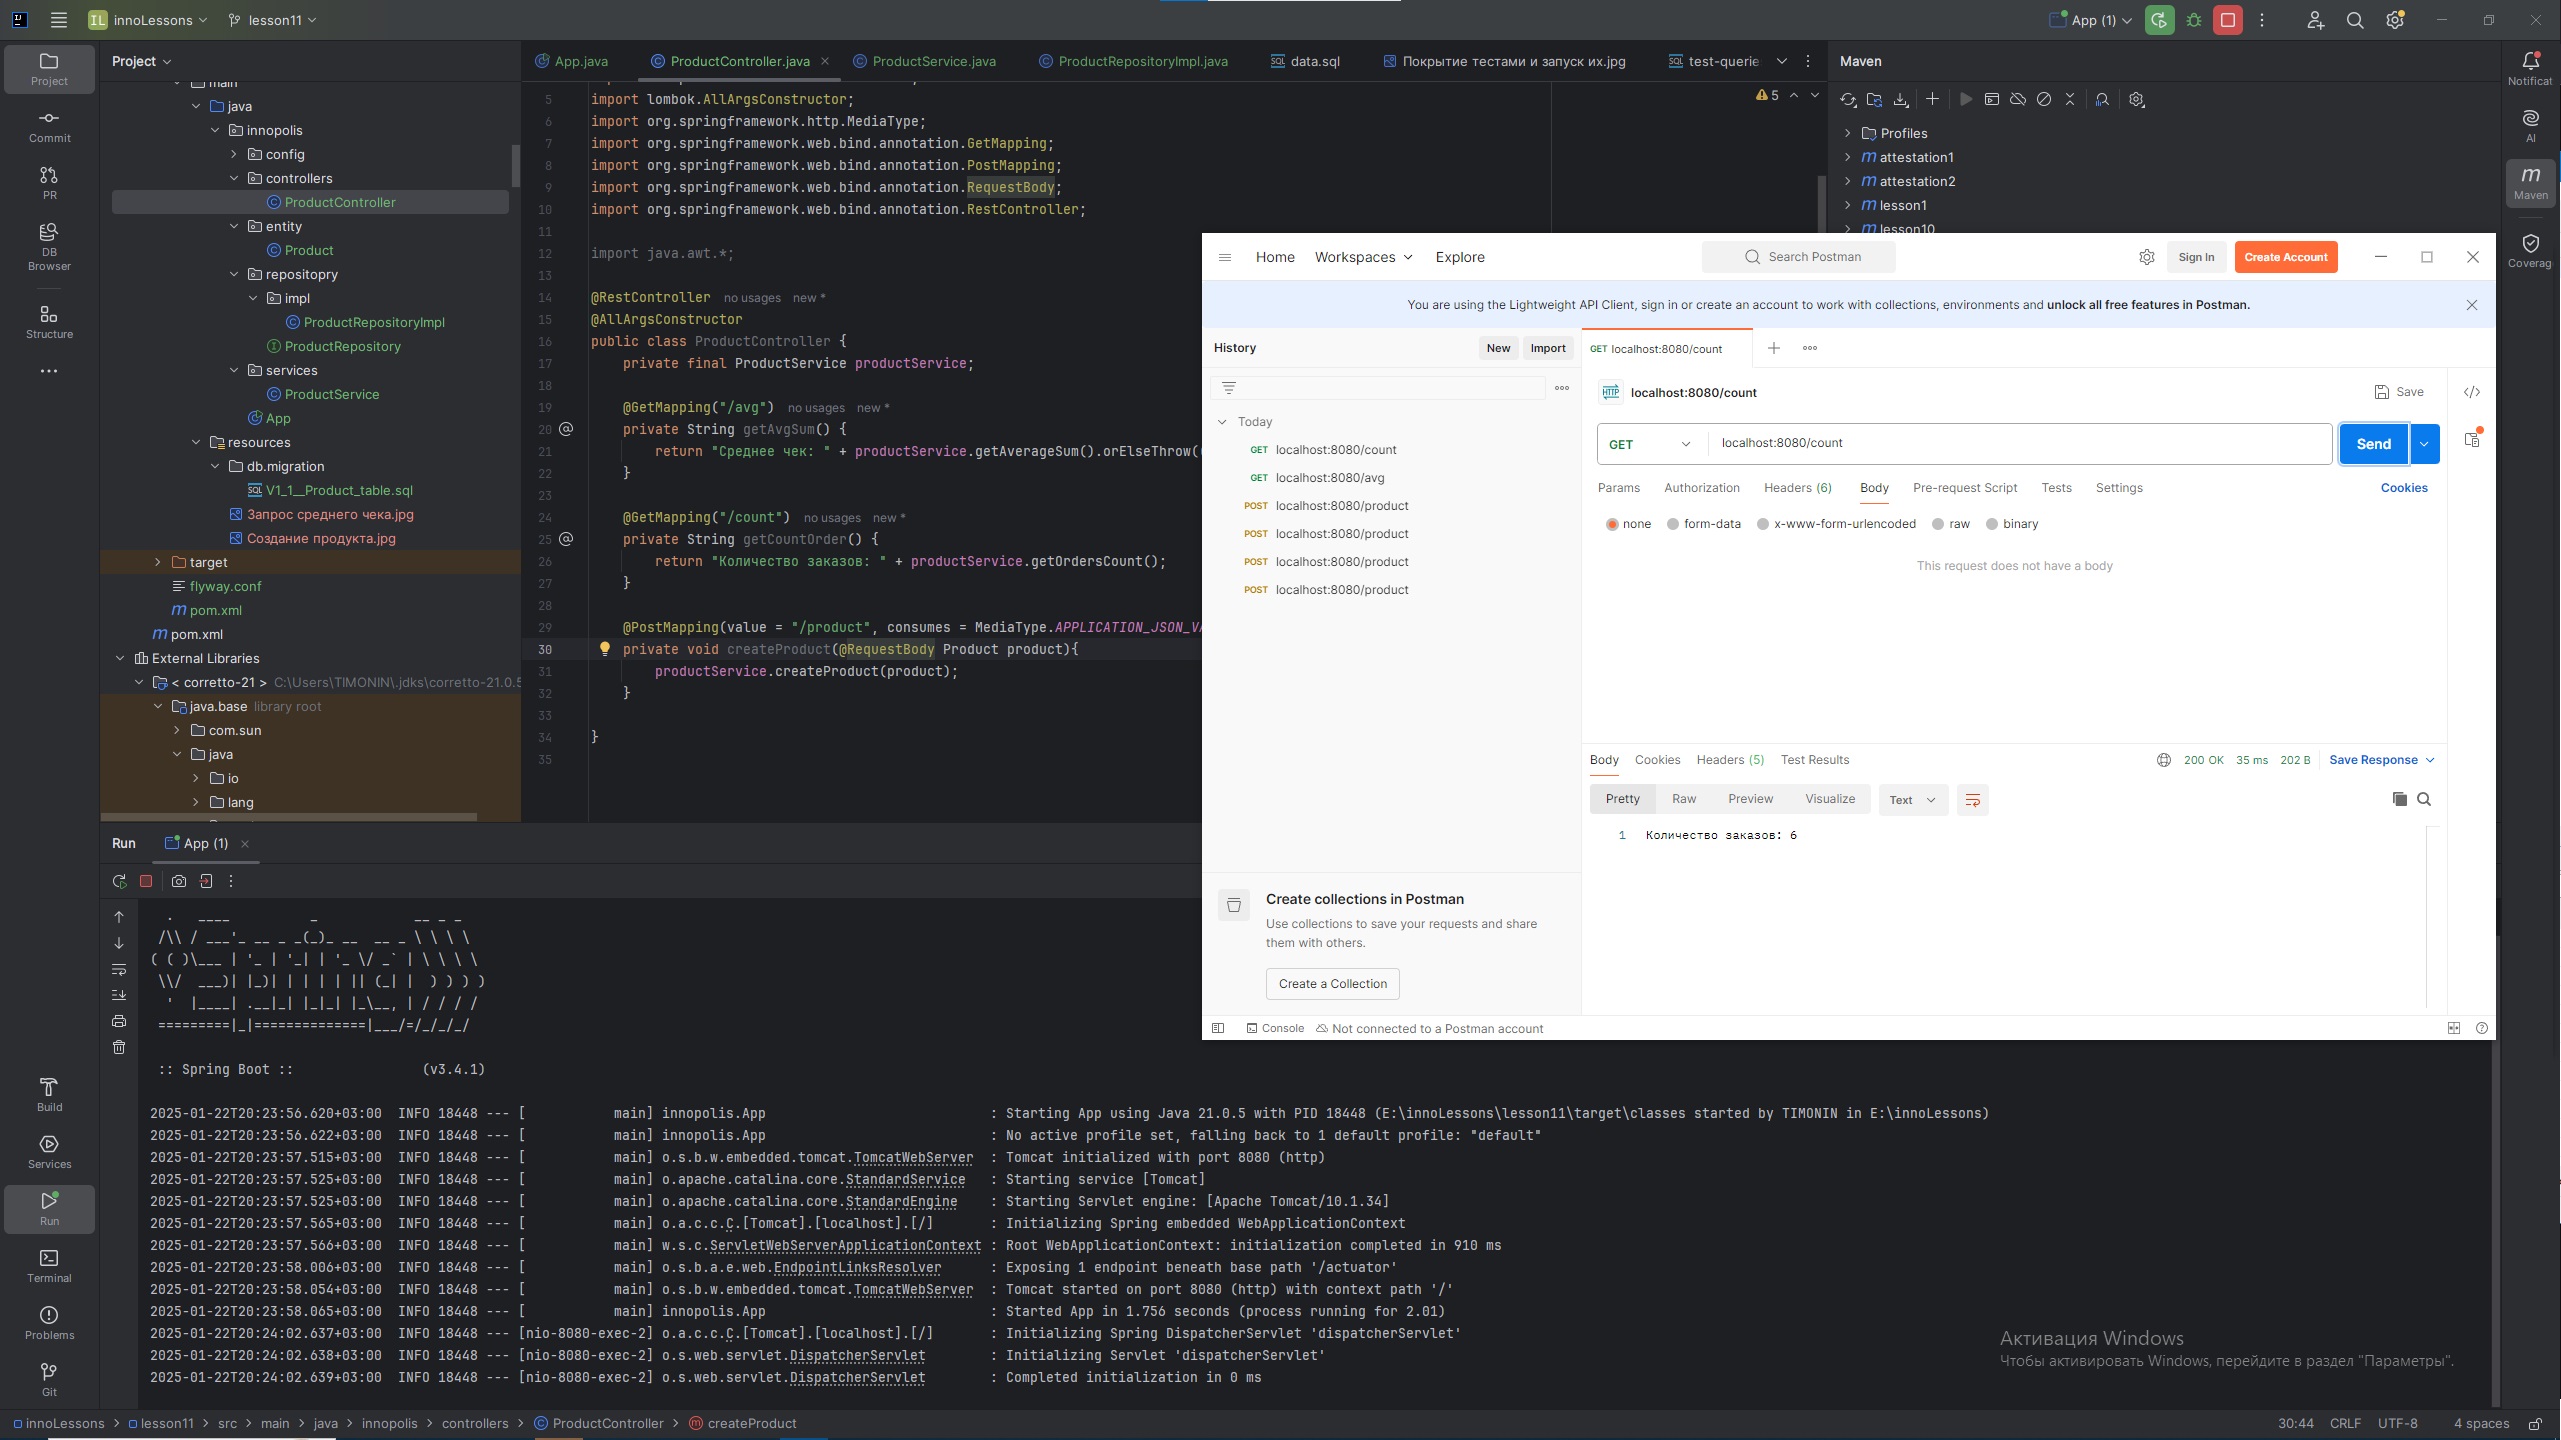 IL innoLessons
lesson11
App (1)
Project
Commit
PR
DB Browser
Structure
Project
main
java
innopolis
config
controllers
ProductController
entity
Product
repositopry
impl
ProductRepositoryImpl
ProductRepository
services
ProductService
App
resources
db.migration
V1_1__Product_table.sql
Запрос среднего чека.jpg
Создание продукта.jpg
target
flyway.conf
pom.xml
pom.xml
External Libraries
< corretto-21 > C:\Users\TIMONIN\.jdks\corretto-21.0.5
java.base library root
com.sun
java
io
lang
App.java
ProductController.java
ProductService.java
ProductRepositoryImpl.java
data.sql
Покрытие тестами и запуск их.jpg
test-querie
5
5 import lombok.AllArgsConstructor;
6 import org.springframework.http.MediaType;
7 import org.springframework.web.bind.annotation.GetMapping;
8 import org.springframework.web.bind.annotation.PostMapping;
9 import org.springframework.web.bind.annotation.RequestBody;
10 import org.springframework.web.bind.annotation.RestController;
11
12 import java.awt.*;
13
14 @RestController no usages new *
15 @AllArgsConstructor
16 public class ProductController {
17 private final ProductService productService;
18
19 @GetMapping("/avg") no usages new *
20 private String getAvgSum() {
21 return "Средне чек: " + productService.getAverageSum().orElseThrow(
22 }
23
24 @GetMapping("/count") no usages new *
25 private String getCountOrder() {
26 return "Количество заказов: " + productService.getOrdersCount();
27 }
28
29 @PostMapping(value = "/product", consumes = MediaType.APPLICATION_JSON_VA
30 private void createProduct(@RequestBody Product product){
31 productService.createProduct(product);
32 }
33
34 }
35
Maven
Profiles
attestation1
attestation2
lesson1
lesson10
Notificat
AI
Maven
Coverag
Home
Workspaces
Explore
Search Postman
Sign In
Create Account
You are using the Lightweight API Client, sign in or create an account to work with collections, environments and unlock all free features in Postman.
History
New
Import
Today
GET localhost:8080/count
GET localhost:8080/avg
POST localhost:8080/product
POST localhost:8080/product
POST localhost:8080/product
POST localhost:8080/product
Create collections in Postman
Use collections to save your requests and share
them with others.
Create a Collection
GET localhost:8080/count
HTTP localhost:8080/count
Save
GET localhost:8080/count
Send
Params Authorization Headers (6) Body Pre-request Script Tests Settings Cookies
none form-data x-www-form-urlencoded raw binary
This request does not have a body
Body Cookies Headers (5) Test Results 200 OK 35 ms 202 B Save Response
Pretty Raw Preview Visualize Text
1 Количество заказов: 6
Console Not connected to a Postman account
Run App (1)
:: Spring Boot :: (v3.4.1)
2025-01-22T20:23:56.620+03:00 INFO 18448 --- [ main] innopolis.App : Starting App using Java 21.0.5 with PID 18448 (E:\innoLessons\lesson11\target\classes started by TIMONIN in E:\innoLessons)
2025-01-22T20:23:56.622+03:00 INFO 18448 --- [ main] innopolis.App : No active profile set, falling back to 1 default profile: "default"
2025-01-22T20:23:57.515+03:00 INFO 18448 --- [ main] o.s.b.w.embedded.tomcat.TomcatWebServer : Tomcat initialized with port 8080 (http)
2025-01-22T20:23:57.525+03:00 INFO 18448 --- [ main] o.apache.catalina.core.StandardService : Starting service [Tomcat]
2025-01-22T20:23:57.525+03:00 INFO 18448 --- [ main] o.apache.catalina.core.StandardEngine : Starting Servlet engine: [Apache Tomcat/10.1.34]
2025-01-22T20:23:57.565+03:00 INFO 18448 --- [ main] o.a.c.c.C.[Tomcat].[localhost].[/] : Initializing Spring embedded WebApplicationContext
2025-01-22T20:23:57.566+03:00 INFO 18448 --- [ main] w.s.c.ServletWebServerApplicationContext : Root WebApplicationContext: initialization completed in 910 ms
2025-01-22T20:23:58.006+03:00 INFO 18448 --- [ main] o.s.b.a.e.web.EndpointLinksResolver : Exposing 1 endpoint beneath base path '/actuator'
2025-01-22T20:23:58.054+03:00 INFO 18448 --- [ main] o.s.b.w.embedded.tomcat.TomcatWebServer : Tomcat started on port 8080 (http) with context path '/'
2025-01-22T20:23:58.065+03:00 INFO 18448 --- [ main] innopolis.App : Started App in 1.756 seconds (process running for 2.01)
2025-01-22T20:24:02.637+03:00 INFO 18448 --- [nio-8080-exec-2] o.a.c.c.C.[Tomcat].[localhost].[/] : Initializing Spring DispatcherServlet 'dispatcherServlet'
2025-01-22T20:24:02.638+03:00 INFO 18448 --- [nio-8080-exec-2] o.s.web.servlet.DispatcherServlet : Initializing Servlet 'dispatcherServlet'
2025-01-22T20:24:02.639+03:00 INFO 18448 --- [nio-8080-exec-2] o.s.web.servlet.DispatcherServlet : Completed initialization in 0 ms
Build
Services
Run
Terminal
Problems
Git
Активация Windows
Чтобы активировать Windows, перейдите в раздел "Параметры".
innoLessons > lesson11 > src > main > java > innopolis > controllers > ProductController > createProduct
30:44 CRLF UTF-8 4 spaces